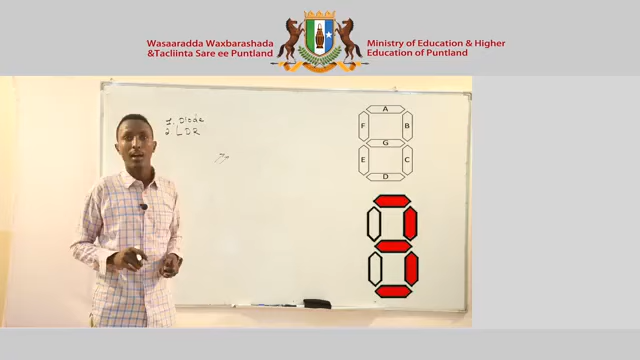 Wasaaradda Waxbarashada
&Tacliinta Sare ee Puntland
Ministry of Education & Higher
Education of Puntland
1. Diode
2 LDR
A
F
B
G
E
C
D